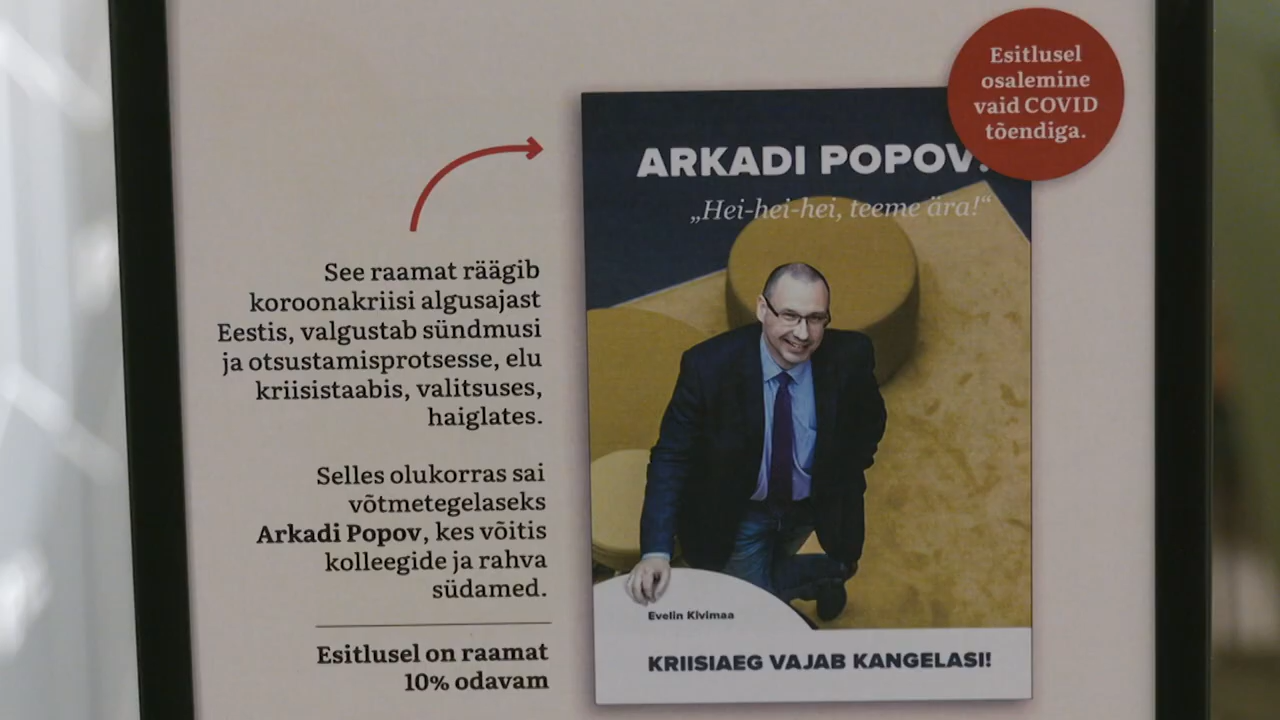 Esitlusel
osalemine
vaid COVID
tõendiga.
ARKADI POPOV:
„Hei-hei-hei, teeme ära!“
See raamat räägib
koroonakriisi algusajast
Eestis, valgustab sündmusi
ja otsustamisprotsesse, elu
kriisistaabis, valitsuses,
haiglates.
Selles olukorras sai
võtmetegelaseks
Arkadi Popov, kes võitis
kolleegide ja rahva
südamed.
Esitlusel on raamat
10% odavam
Evelin Kivimaa
KRIISIAEG VAJAB KANGELASI!